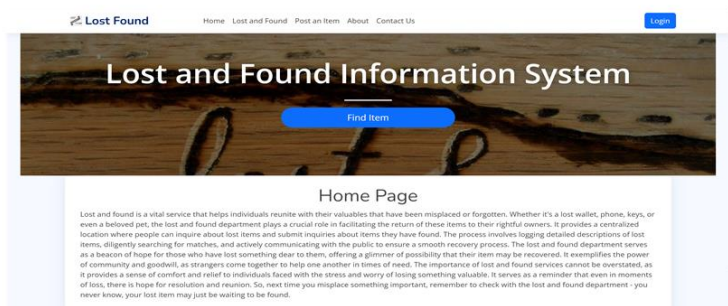 Lost Found
Home Lost and Found Post an Item About Contact Us
Login
Lost and Found Information System
Find Item
Home Page
Lost and found is a vital service that helps individuals reunite with their valuables that have been misplaced or forgotten. Whether it's a lost wallet, phone, keys, or
even a beloved pet, the lost and found department plays a crucial role in facilitating the return of these items to their rightful owners. It provides a centralized
location where people can inquire about lost items and submit inquiries about items they have found. The process involves logging detailed descriptions of lost
items, diligently searching for matches, and actively communicating with the public to ensure a smooth recovery process. The lost and found department serves
as a beacon of hope for those who have lost something dear to them, offering a glimmer of possibility that their item may be recovered. It exemplifies the power
of community and goodwill, as strangers come together to help one another in times of need. The importance of lost and found services cannot be overstated, as
it provides a sense of comfort and relief to individuals faced with the stress and worry of losing something valuable. It serves as a reminder that even in moments
of loss, there is hope for resolution and reunion. So, next time you misplace something important, remember to check with the lost and found department - you
never know, your lost item may just be waiting to be found.